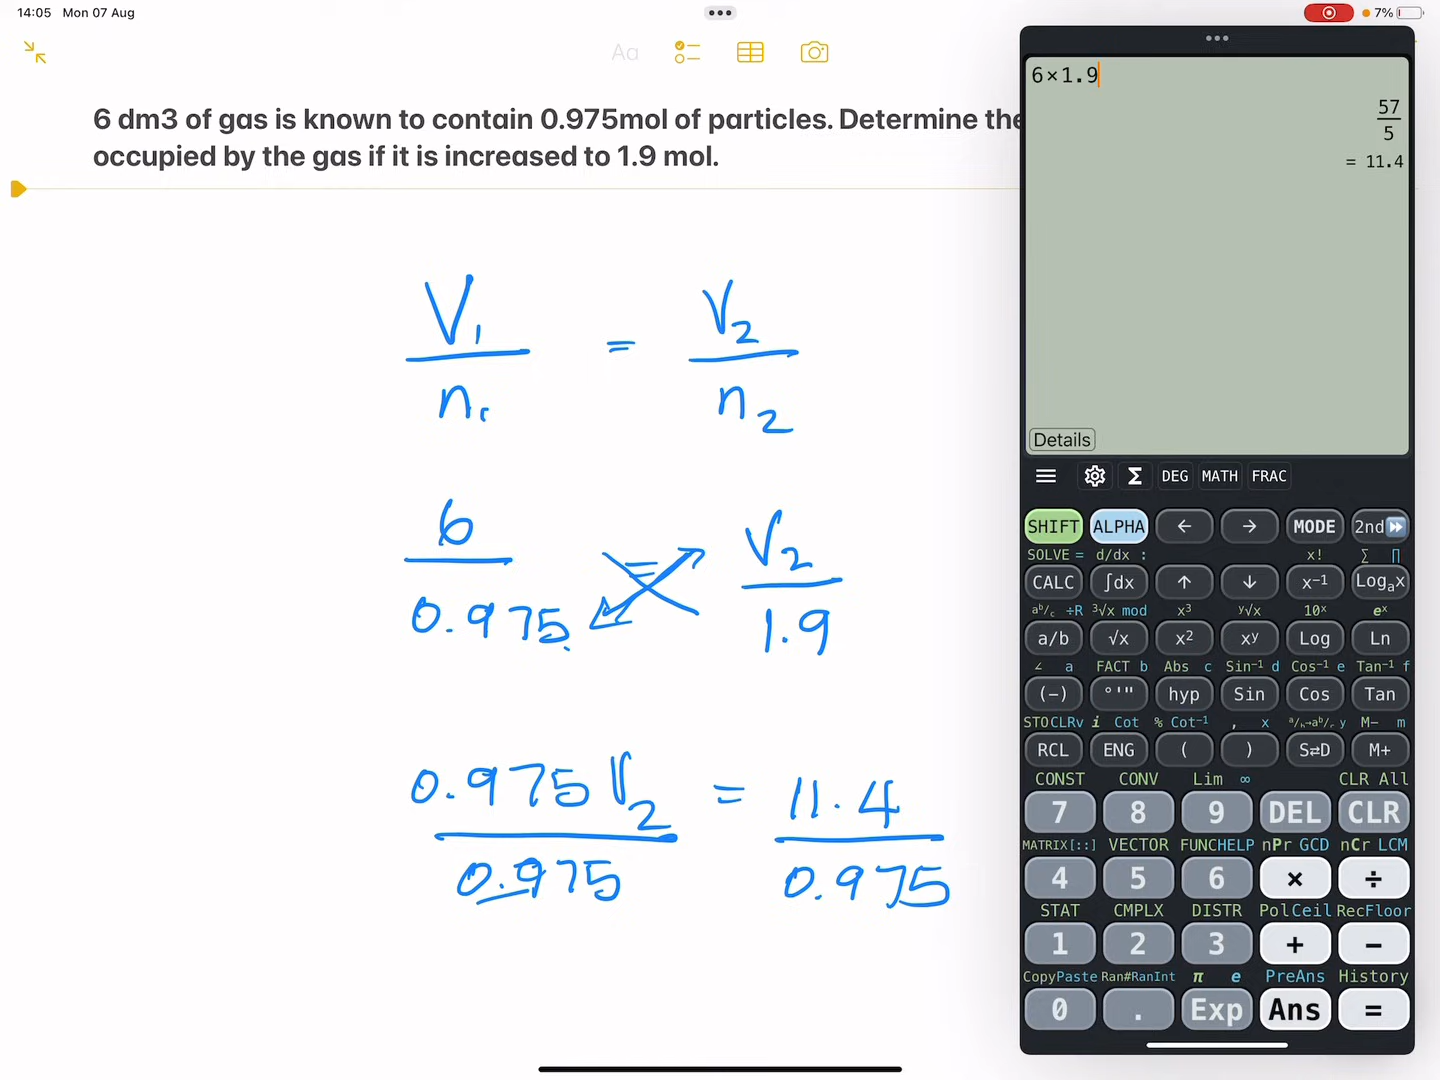 14:05 Mon 07 Aug
7%
Aa
6 dm3 of gas is known to contain 0.975mol of particles. Determine the
occupied by the gas if it is increased to 1.9 mol.
V₁/n₁ = V₂/n₂
6/0.975 = V₂/1.9
0.975V₂/0.975 = 11.4/0.975
6×1.9
57/5
= 11.4
Details
DEG MATH FRAC
SHIFT ALPHA ← → MODE 2nd
SOLVE = d/dx : x! ∑ ∏
CALC ∫dx ↑ ↓ x⁻¹ Logₐx
aᵇ/c ÷R ³√x mod x³ ʸ√x 10ˣ eˣ
a/b √x x² xʸ Log Ln
∠ a FACT b Abs c Sin⁻¹ d Cos⁻¹ e Tan⁻¹ f
(−) °'" hyp Sin Cos Tan
STO CLRv i Cot % Cot⁻¹ , x y M− m
RCL ENG ( ) S⇄D M+
CONST CONV Lim ∞ CLR All
7 8 9 DEL CLR
MATRIX[::] VECTOR FUNC HELP nPr GCD nCr LCM
4 5 6 × ÷
STAT CMPLX DISTR Pol Ceil Rec Floor
1 2 3 + −
Copy Paste Ran# RanInt π e PreAns History
0 . Exp Ans =